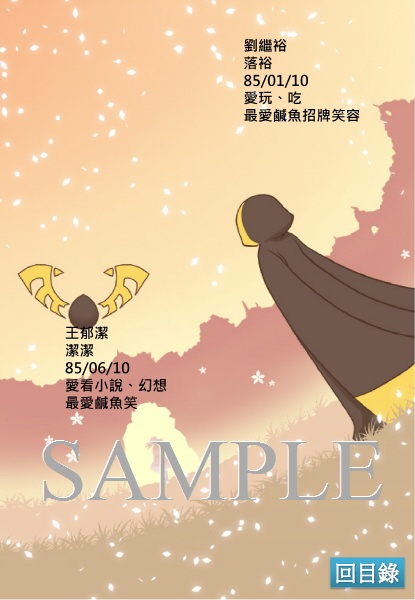 劉繼裕
落裕
85/01/10
愛玩、吃
最愛鹹魚招牌笑容
王郁潔
潔潔
85/06/10
愛看小說、幻想
最愛鹹魚笑
SAMPLE
回目錄